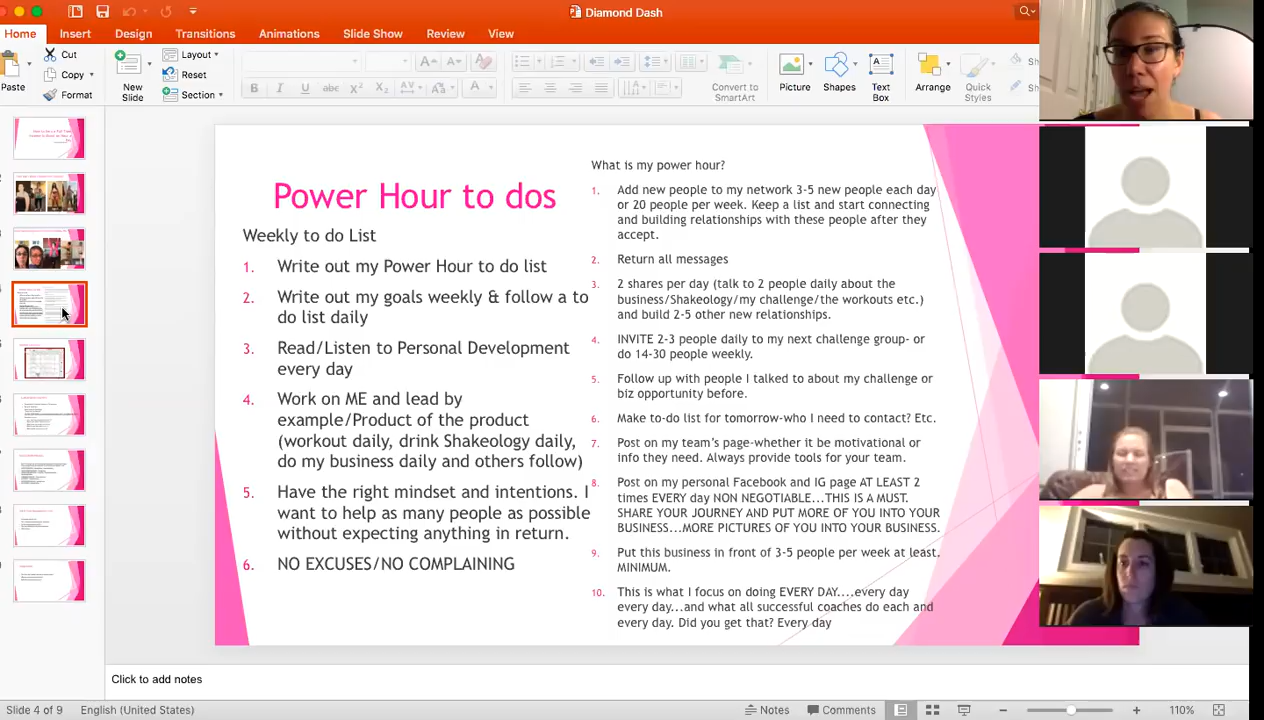 Diamond Dash
Home Insert Design Transitions Animations Slide Show Review View
Cut
Copy
Format
Paste
New
Slide
Layout
Reset
Section
Convert to
SmartArt
Picture
Shapes
Text
Box
Arrange
Quick
Styles
Power Hour to dos
Weekly to do List
1. Write out my Power Hour to do list
2. Write out my goals weekly & follow a to
do list daily
3. Read/Listen to Personal Development
every day
4. Work on ME and lead by
example/Product of the product
(workout daily, drink Shakeology daily,
do my business daily and others follow)
5. Have the right mindset and intentions. I
want to help as many people as possible
without expecting anything in return.
6. NO EXCUSES/NO COMPLAINING
What is my power hour?
1. Add new people to my network 3-5 new people each day
or 20 people per week. Keep a list and start connecting
and building relationships with these people after they
accept.
2. Return all messages
3. 2 shares per day (talk to 2 people daily about the
business/Shakeology/my challenge/the workouts etc.)
and build 2-5 other new relationships.
4. INVITE 2-3 people daily to my next challenge group- or
do 14-30 people weekly.
5. Follow up with people I talked to about my challenge or
biz opportunity before.
6. Make to-do list for tomorrow-who I need to contact? Etc.
7. Post on my team's page-whether it be motivational or
info they need. Always provide tools for your team.
8. Post on my personal Facebook and IG page AT LEAST 2
times EVERY day NON NEGOTIABLE...THIS IS A MUST.
SHARE YOUR JOURNEY AND PUT MORE OF YOU INTO YOUR
BUSINESS...MORE PICTURES OF YOU INTO YOUR BUSINESS.
9. Put this business in front of 3-5 people per week at least.
MINIMUM.
10. This is what I focus on doing EVERY DAY....every day
every day...and what all successful coaches do each and
every day. Did you get that? Every day
Click to add notes
Slide 4 of 9 English (United States) Notes Comments 110%